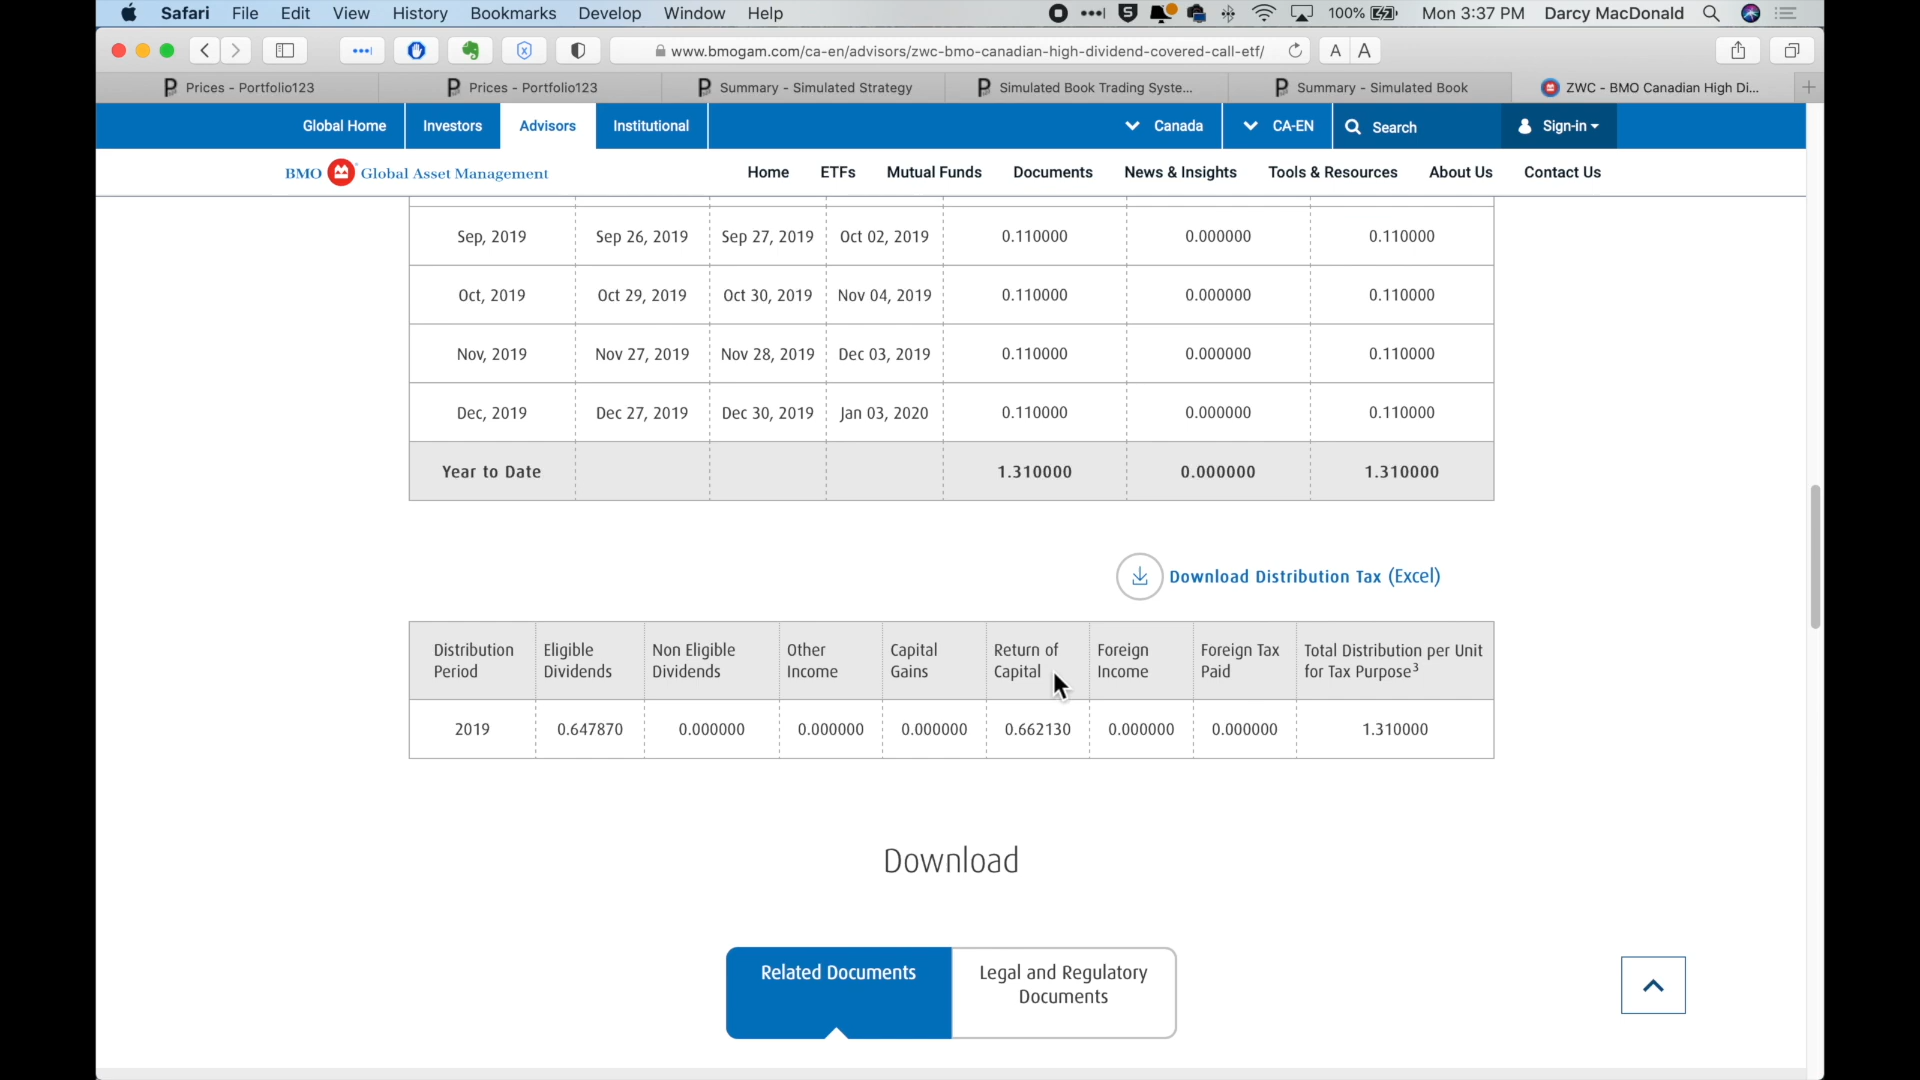 Safari File Edit View History Bookmarks Develop Window Help 100% Mon 3:37 PM Darcy MacDonald
www.bmogam.com/ca-en/advisors/zwc-bmo-canadian-high-dividend-covered-call-etf/ A A
Prices - Portfolio123 Prices - Portfolio123 Summary - Simulated Strategy Simulated Book Trading Syste... Summary - Simulated Book ZWC - BMO Canadian High Di...
Global Home Investors Advisors Institutional Canada CA-EN Search Sign-in
BMO Global Asset Management Home ETFs Mutual Funds Documents News & Insights Tools & Resources About Us Contact Us
Sep, 2019 Sep 26, 2019 Sep 27, 2019 Oct 02, 2019 0.110000 0.000000 0.110000
Oct, 2019 Oct 29, 2019 Oct 30, 2019 Nov 04, 2019 0.110000 0.000000 0.110000
Nov, 2019 Nov 27, 2019 Nov 28, 2019 Dec 03, 2019 0.110000 0.000000 0.110000
Dec, 2019 Dec 27, 2019 Dec 30, 2019 Jan 03, 2020 0.110000 0.000000 0.110000
Year to Date 1.310000 0.000000 1.310000
Download Distribution Tax (Excel)
Distribution Eligible Non Eligible Other Capital Return of Foreign Foreign Tax Total Distribution per Unit
Period Dividends Dividends Income Gains Capital Income Paid for Tax Purpose3
2019 0.647870 0.000000 0.000000 0.000000 0.662130 0.000000 0.000000 1.310000
Download
Related Documents Legal and Regulatory
Documents